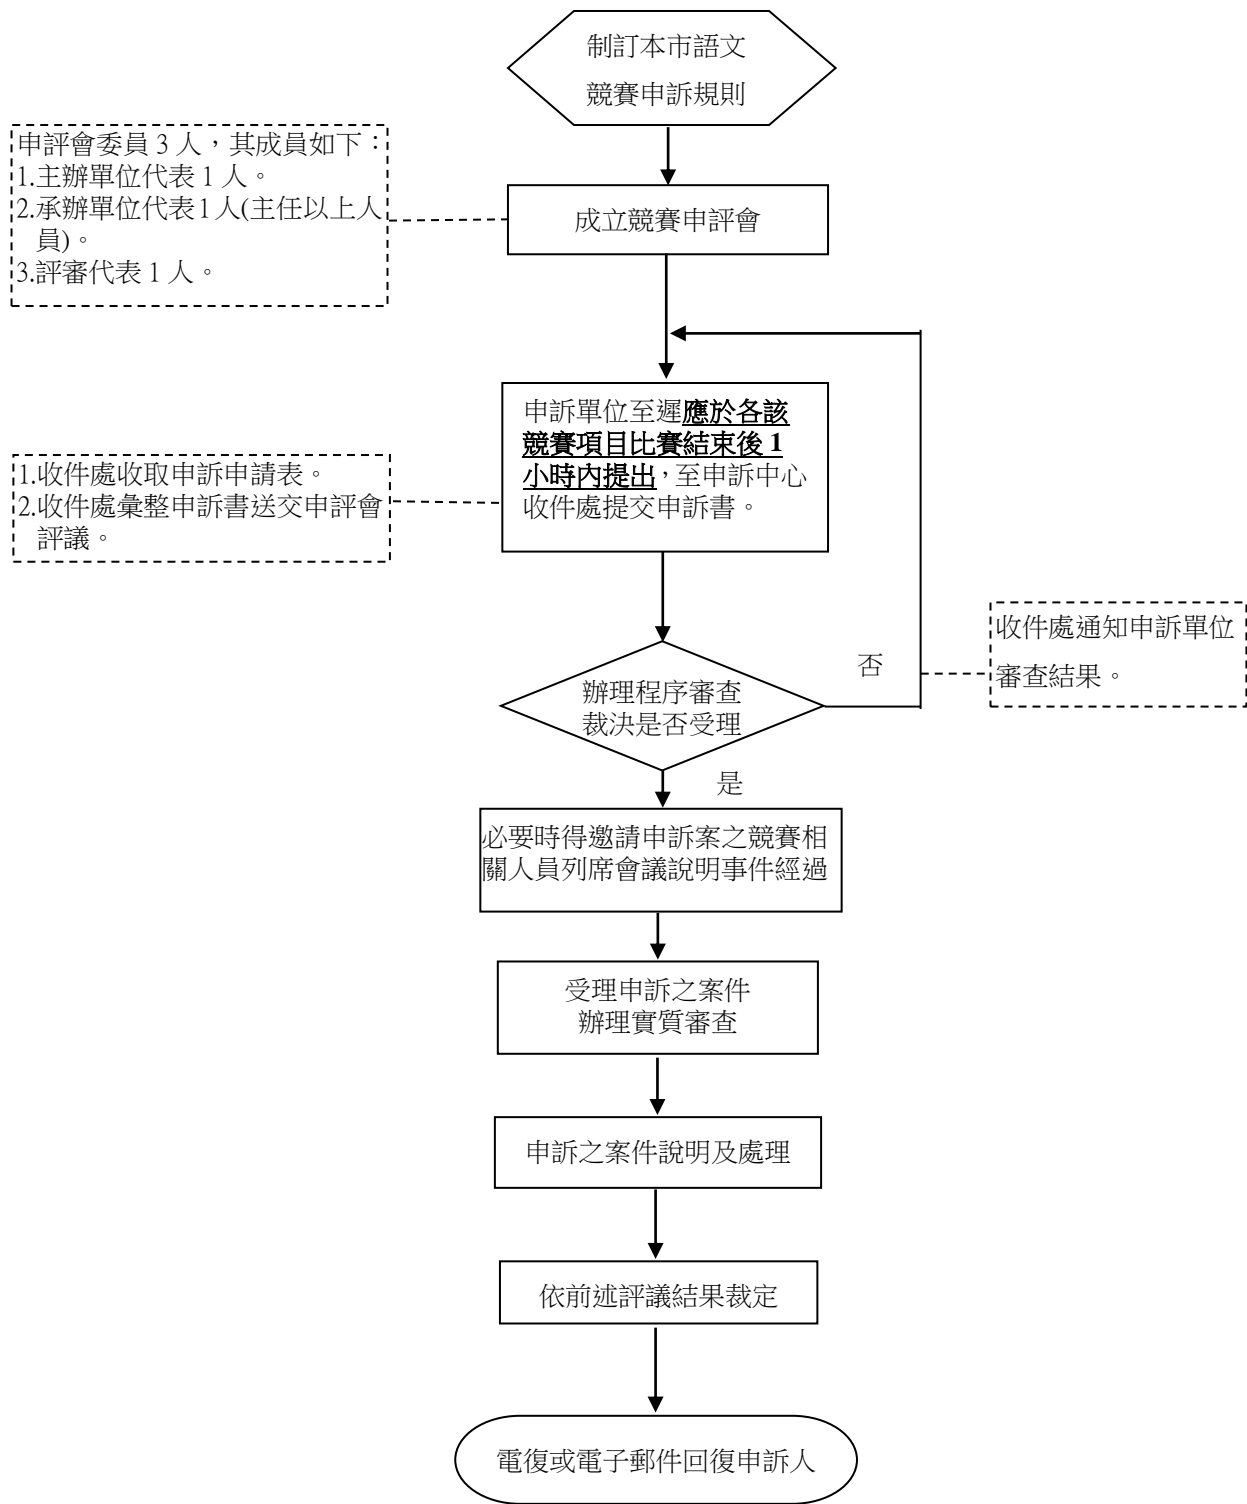 制訂本市語文
競賽申訴規則
申評會委員 3 人，其成員如下：
1.主辦單位代表 1 人。
2.承辦單位代表1人(主任以上人
員)。
3.評審代表 1 人。
成立競賽申評會
申訴單位至遲應於各該
競賽項目比賽結束後 1
小時內提出，至申訴中心
收件處提交申訴書。
1.收件處收取申訴申請表。
2.收件處彙整申訴書送交申評會
評議。
收件處通知申訴單位
審查結果。
否
辦理程序審查
裁決是否受理
是
必要時得邀請申訴案之競賽相
關人員列席會議說明事件經過
受理申訴之案件
辦理實質審查
申訴之案件說明及處理
依前述評議結果裁定
電復或電子郵件回復申訴人